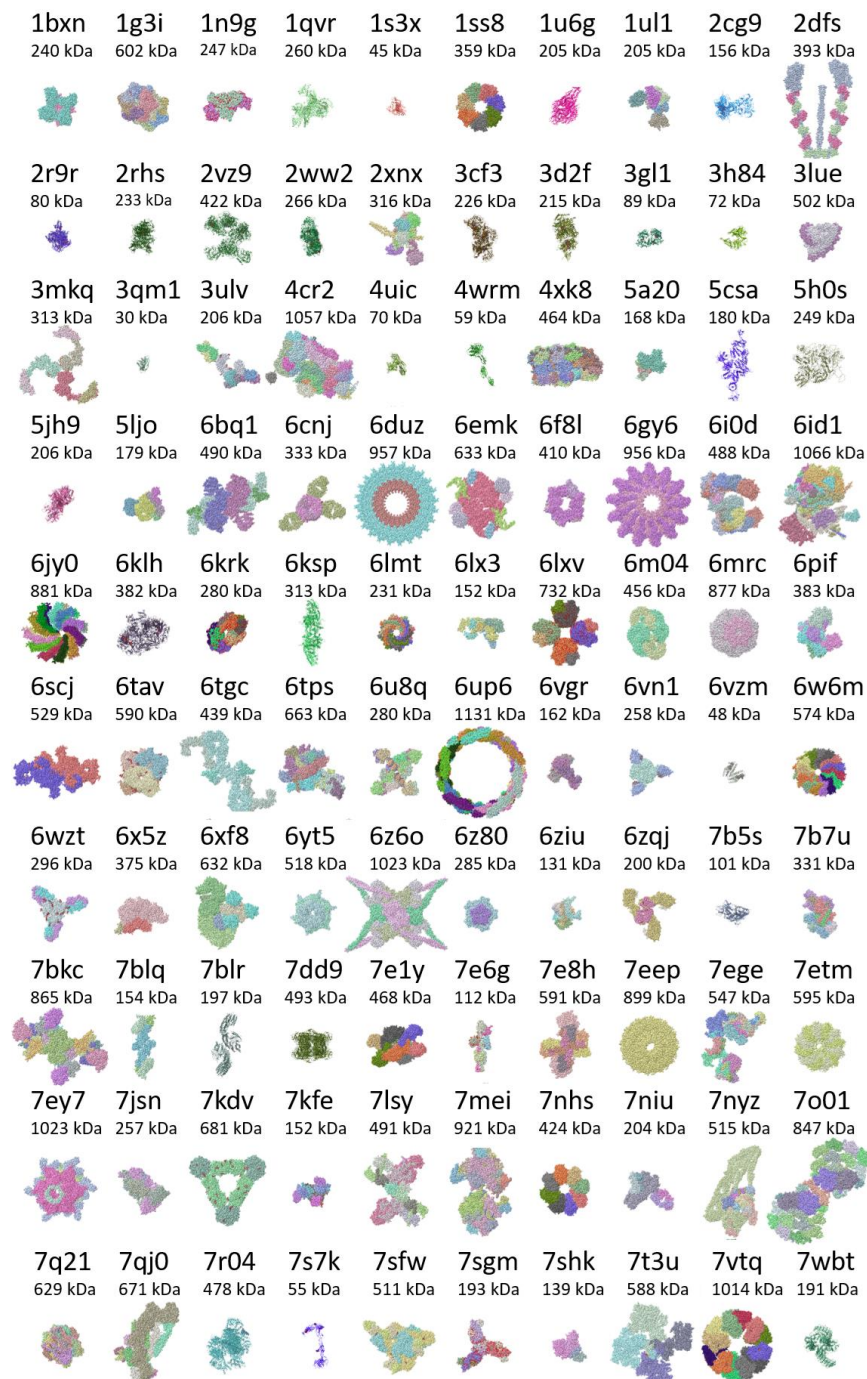 1bxn 1g3i 1n9g 1qvr 1s3x 1ss8 1u6g 1ul1 2cg9 2dfs
240 kDa 602 kDa 247 kDa 260 kDa 45 kDa 359 kDa 205 kDa 205 kDa 156 kDa 393 kDa
2r9r 2rhs 2vz9 2ww2 2xnx 3cf3 3d2f 3gl1 3h84 3lue
80 kDa 233 kDa 422 kDa 266 kDa 316 kDa 226 kDa 215 kDa 89 kDa 72 kDa 502 kDa
3mkq 3qm1 3ulv 4cr2 4uic 4wrm 4xk8 5a20 5csa 5h0s
313 kDa 30 kDa 206 kDa 1057 kDa 70 kDa 59 kDa 464 kDa 168 kDa 180 kDa 249 kDa
5jh9 5ljo 6bq1 6cnj 6duz 6emk 6f8l 6gy6 6i0d 6id1
206 kDa 179 kDa 490 kDa 333 kDa 957 kDa 633 kDa 410 kDa 956 kDa 488 kDa 1066 kDa
6jy0 6klh 6krk 6ksp 6lmt 6lx3 6lxv 6m04 6mrc 6pif
881 kDa 382 kDa 280 kDa 313 kDa 231 kDa 152 kDa 732 kDa 456 kDa 877 kDa 383 kDa
6scj 6tav 6tgc 6tps 6u8q 6up6 6vgr 6vn1 6vzm 6w6m
529 kDa 590 kDa 439 kDa 663 kDa 280 kDa 1131 kDa 162 kDa 258 kDa 48 kDa 574 kDa
6wzt 6x5z 6xf8 6yt5 6z6o 6z80 6ziu 6zqj 7b5s 7b7u
296 kDa 375 kDa 632 kDa 518 kDa 1023 kDa 285 kDa 131 kDa 200 kDa 101 kDa 331 kDa
7bkc 7blq 7blr 7dd9 7e1y 7e6g 7e8h 7eep 7ege 7etm
865 kDa 154 kDa 197 kDa 493 kDa 468 kDa 112 kDa 591 kDa 899 kDa 547 kDa 595 kDa
7ey7 7jsn 7kdv 7kfe 7lsy 7mei 7nhs 7niu 7nyz 7o01
1023 kDa 257 kDa 681 kDa 152 kDa 491 kDa 921 kDa 424 kDa 204 kDa 515 kDa 847 kDa
7q21 7qj0 7r04 7s7k 7sfw 7sgm 7shk 7t3u 7vtq 7wbt
629 kDa 671 kDa 478 kDa 55 kDa 511 kDa 193 kDa 139 kDa 588 kDa 1014 kDa 191 kDa